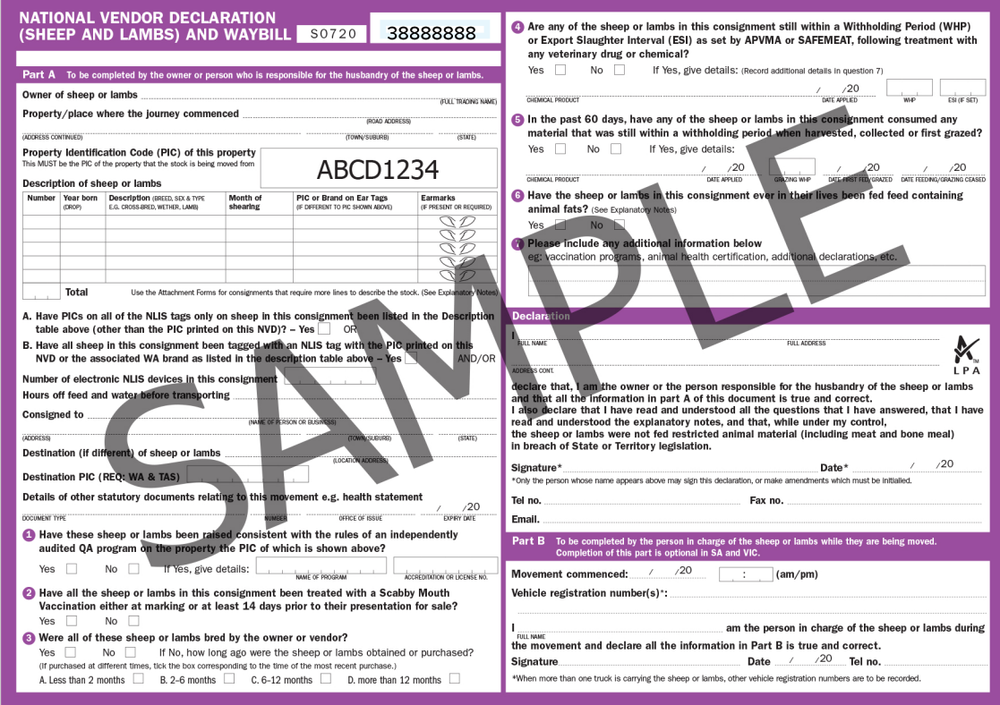 NATIONAL VENDOR DECLARATION
(SHEEP AND LAMBS) AND WAYBILL S0720 38888888
Part A To be completed by the owner or person who is responsible for the husbandry of the sheep or lambs.
Owner of sheep or lambs
(FULL TRADING NAME)
Property/place where the journey commenced
(ROAD ADDRESS)
(ADDRESS CONTINUED) (TOWN/SUBURB) (STATE)
Property Identification Code (PIC) of this property
This MUST be the PIC of the property that the stock is being moved from
ABCD1234
Description of sheep or lambs
Number Year born Description (BREED, SEX & TYPE Month of PIC or Brand on Ear Tags Earmarks
(DROP) E.G. CROSS-BRED, WETHER, LAMB) shearing (IF DIFFERENT TO PIC SHOWN ABOVE) (IF PRESENT OR REQUIRED)
Total Use the Attachment Forms for consignments that require more lines to describe the stock. (See Explanatory Notes)
A. Have PICs on all of the NLIS tags only on sheep in this consignment been listed in the Description
table above (other than the PIC printed on this NVD)? – Yes OR
B. Have all sheep in this consignment been tagged with an NLIS tag with the PIC printed on this
NVD or the associated WA brand as listed in the description table above – Yes AND/OR
Number of electronic NLIS devices in this consignment
Hours off feed and water before transporting
Consigned to
(NAME OF PERSON OR BUSINESS)
(ADDRESS) (TOWN/SUBURB) (STATE)
Destination (if different) of sheep or lambs
(LOCATION ADDRESS)
Destination PIC (REQ: WA & TAS)
Details of other statutory documents relating to this movement e.g. health statement
/ /20
DOCUMENT TYPE NUMBER OFFICE OF ISSUE EXPIRY DATE
1 Have these sheep or lambs been raised consistent with the rules of an independently
audited QA program on the property the PIC of which is shown above?
Yes No If Yes, give details:
NAME OF PROGRAM ACCREDITATION OR LICENSE NO.
2 Have all the sheep or lambs in this consignment been treated with a Scabby Mouth
Vaccination either at marking or at least 14 days prior to their presentation for sale?
Yes No
3 Were all of these sheep or lambs bred by the owner or vendor?
Yes No If No, how long ago were the sheep or lambs obtained or purchased?
(If purchased at different times, tick the box corresponding to the time of the most recent purchase.)
A. Less than 2 months B. 2–6 months C. 6–12 months D. more than 12 months
4 Are any of the sheep or lambs in this consignment still within a Withholding Period (WHP)
or Export Slaughter Interval (ESI) as set by APVMA or SAFEMEAT, following treatment with
any veterinary drug or chemical?
Yes No If Yes, give details: (Record additional details in question 7)
/ /20
CHEMICAL PRODUCT DATE APPLIED WHP ESI (IF SET)
5 In the past 60 days, have any of the sheep or lambs in this consignment consumed any
material that was still within a withholding period when harvested, collected or first grazed?
Yes No If Yes, give details:
/ /20 / /20 / /20
CHEMICAL PRODUCT DATE APPLIED GRAZING WHP DATE FIRST FED/GRAZED DATE FEEDING/GRAZING CEASED
6 Have the sheep or lambs in this consignment ever in their lives been fed feed containing
animal fats? (See Explanatory Notes)
Yes No
7 Please include any additional information below
eg: vaccination programs, animal health certification, additional declarations, etc.
Declaration
I
FULL NAME FULL ADDRESS
ADDRESS CONT.
TM
LPA
declare that, I am the owner or the person responsible for the husbandry of the sheep or lambs
and that all the information in part A of this document is true and correct.
I also declare that I have read and understood all the questions that I have answered, that I have
read and understood the explanatory notes, and that, while under my control,
the sheep or lambs were not fed restricted animal material (including meat and bone meal)
in breach of State or Territory legislation.
Signature* Date* / /20
*Only the person whose name appears above may sign this declaration, or make amendments which must be initialled.
Tel no. Fax no.
Email.
Part B To be completed by the person in charge of the sheep or lambs while they are being moved.
Completion of this part is optional in SA and VIC.
Movement commenced: / /20 : (am/pm)
Vehicle registration number(s)*:
I am the person in charge of the sheep or lambs during
FULL NAME
the movement and declare all the information in Part B is true and correct.
Signature Date / /20 Tel no.
*When more than one truck is carrying the sheep or lambs, other vehicle registration numbers are to be recorded.
SAMPLE